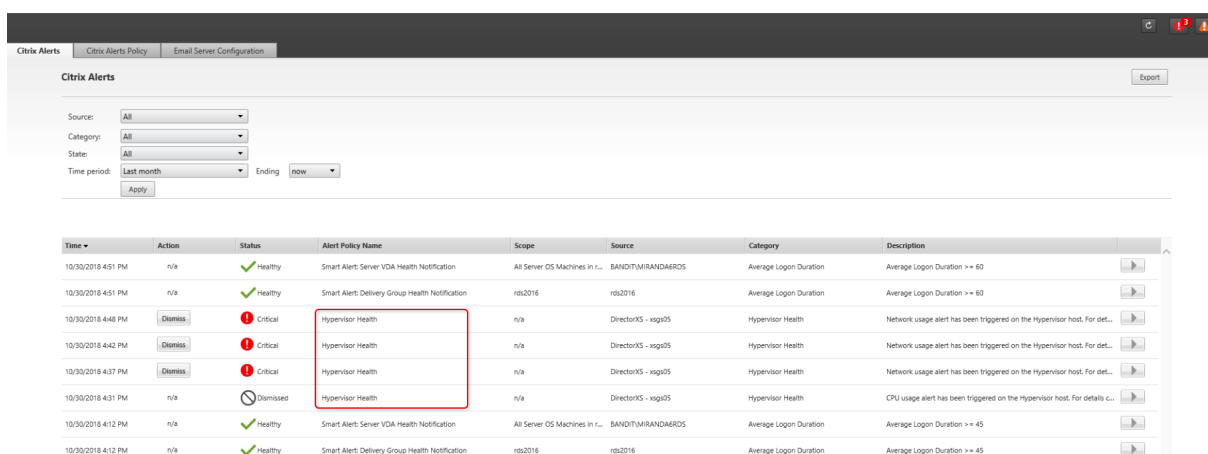 3
Citrix Alerts Citrix Alerts Policy Email Server Configuration
Citrix Alerts Export
Source: All
Category: All
State: All
Time period: Last month Ending now
Apply
Time Action Status Alert Policy Name Scope Source Category Description
10/30/2018 4:51 PM n/a Healthy Smart Alert: Server VDA Health Notification All Server OS Machines in r... BANDIT\MIRANDA6RDS Average Logon Duration Average Logon Duration >= 60
10/30/2018 4:51 PM n/a Healthy Smart Alert: Delivery Group Health Notification rds2016 rds2016 Average Logon Duration Average Logon Duration >= 60
10/30/2018 4:48 PM Dismiss Critical Hypervisor Health n/a DirectorXS - xsgs05 Hypervisor Health Network usage alert has been triggered on the Hypervisor host. For det...
10/30/2018 4:42 PM Dismiss Critical Hypervisor Health n/a DirectorXS - xsgs05 Hypervisor Health Network usage alert has been triggered on the Hypervisor host. For det...
10/30/2018 4:37 PM Dismiss Critical Hypervisor Health n/a DirectorXS - xsgs05 Hypervisor Health Network usage alert has been triggered on the Hypervisor host. For det...
10/30/2018 4:31 PM n/a Dismissed Hypervisor Health n/a DirectorXS - xsgs05 Hypervisor Health CPU usage alert has been triggered on the Hypervisor host. For details c...
10/30/2018 4:12 PM n/a Healthy Smart Alert: Server VDA Health Notification All Server OS Machines in r... BANDIT\MIRANDA6RDS Average Logon Duration Average Logon Duration >= 45
10/30/2018 4:12 PM n/a Healthy Smart Alert: Delivery Group Health Notification rds2016 rds2016 Average Logon Duration Average Logon Duration >= 45